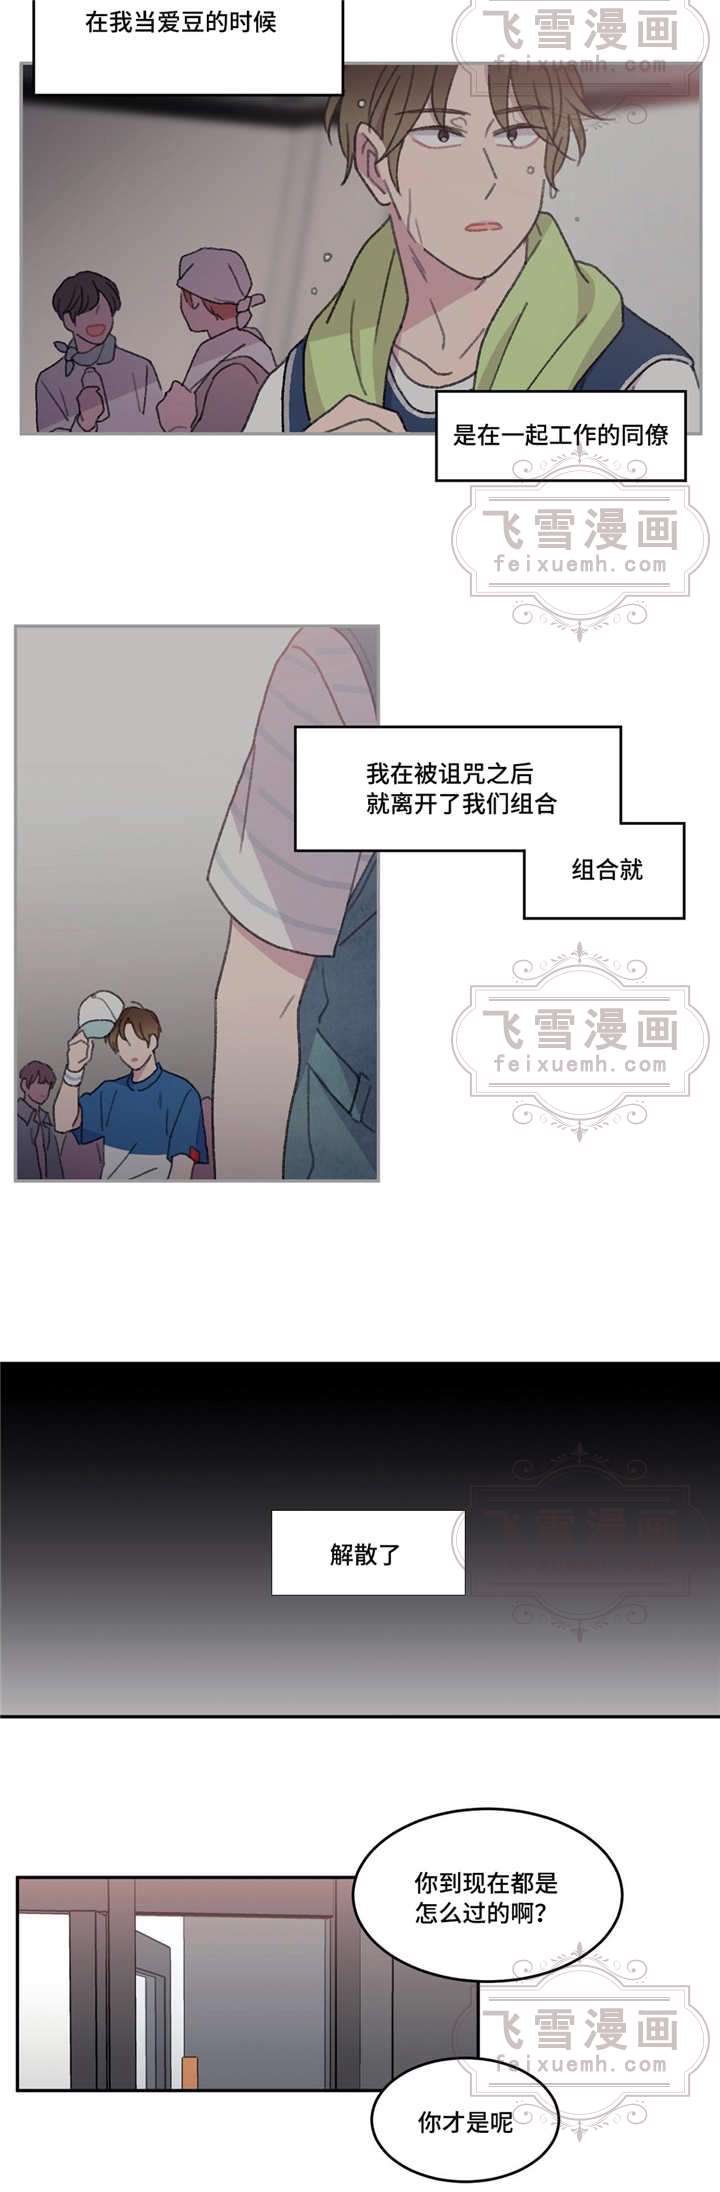 在我当爱豆的时候
飞雪漫画
feixuemh.com
是在一起工作的同僚
飞雪漫画
feixuemh.com
我在被诅咒之后
就离开了我们组合
组合就
飞雪漫画
feixuemh.com
解散了
飞雪漫画
你到现在都是
怎么过的啊？
飞雪漫画
feixuemh.com
你才是呢